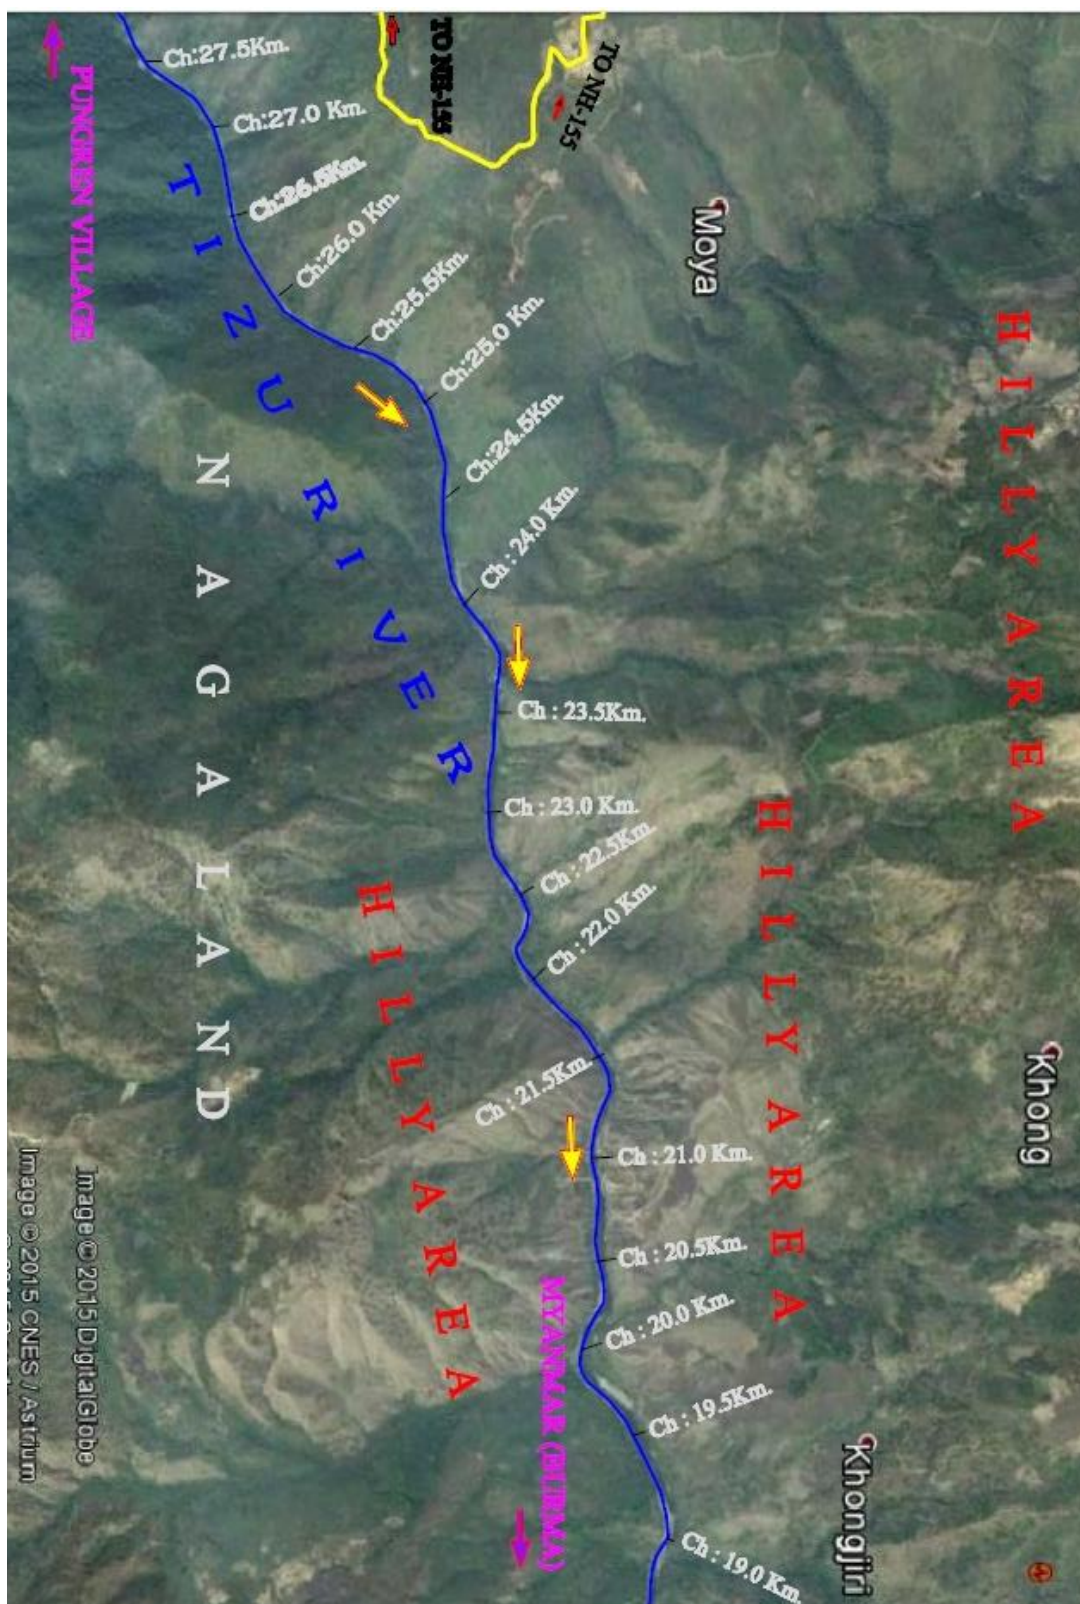 Ch:27.5Km.
Ch:27.0 Km.
Ch:26.5Km.
Ch:26.0 Km.
Ch:25.5Km.
Ch:25.0 Km.
Ch:24.5Km.
Ch : 24.0 Km.
Ch : 23.5Km.
Ch : 23.0 Km.
Ch : 22.5Km.
Ch : 22.0 Km.
Ch : 21.5Km.
Ch : 21.0 Km.
Ch : 20.5Km.
Ch : 20.0 Km.
Ch : 19.5Km.
Ch : 19.0 Km.
TO NH-155
TO NH-155
PUNGREN VILLAGE
TIZU RIVER
NAGALAND
Moya
HILLY AREA
HILLY AREA
HILLY AREA
Khong
Khongjiri
MYANMAR (BURMA)
Image © 2015 DigitalGlobe
Image © 2015 CNES / Astrium